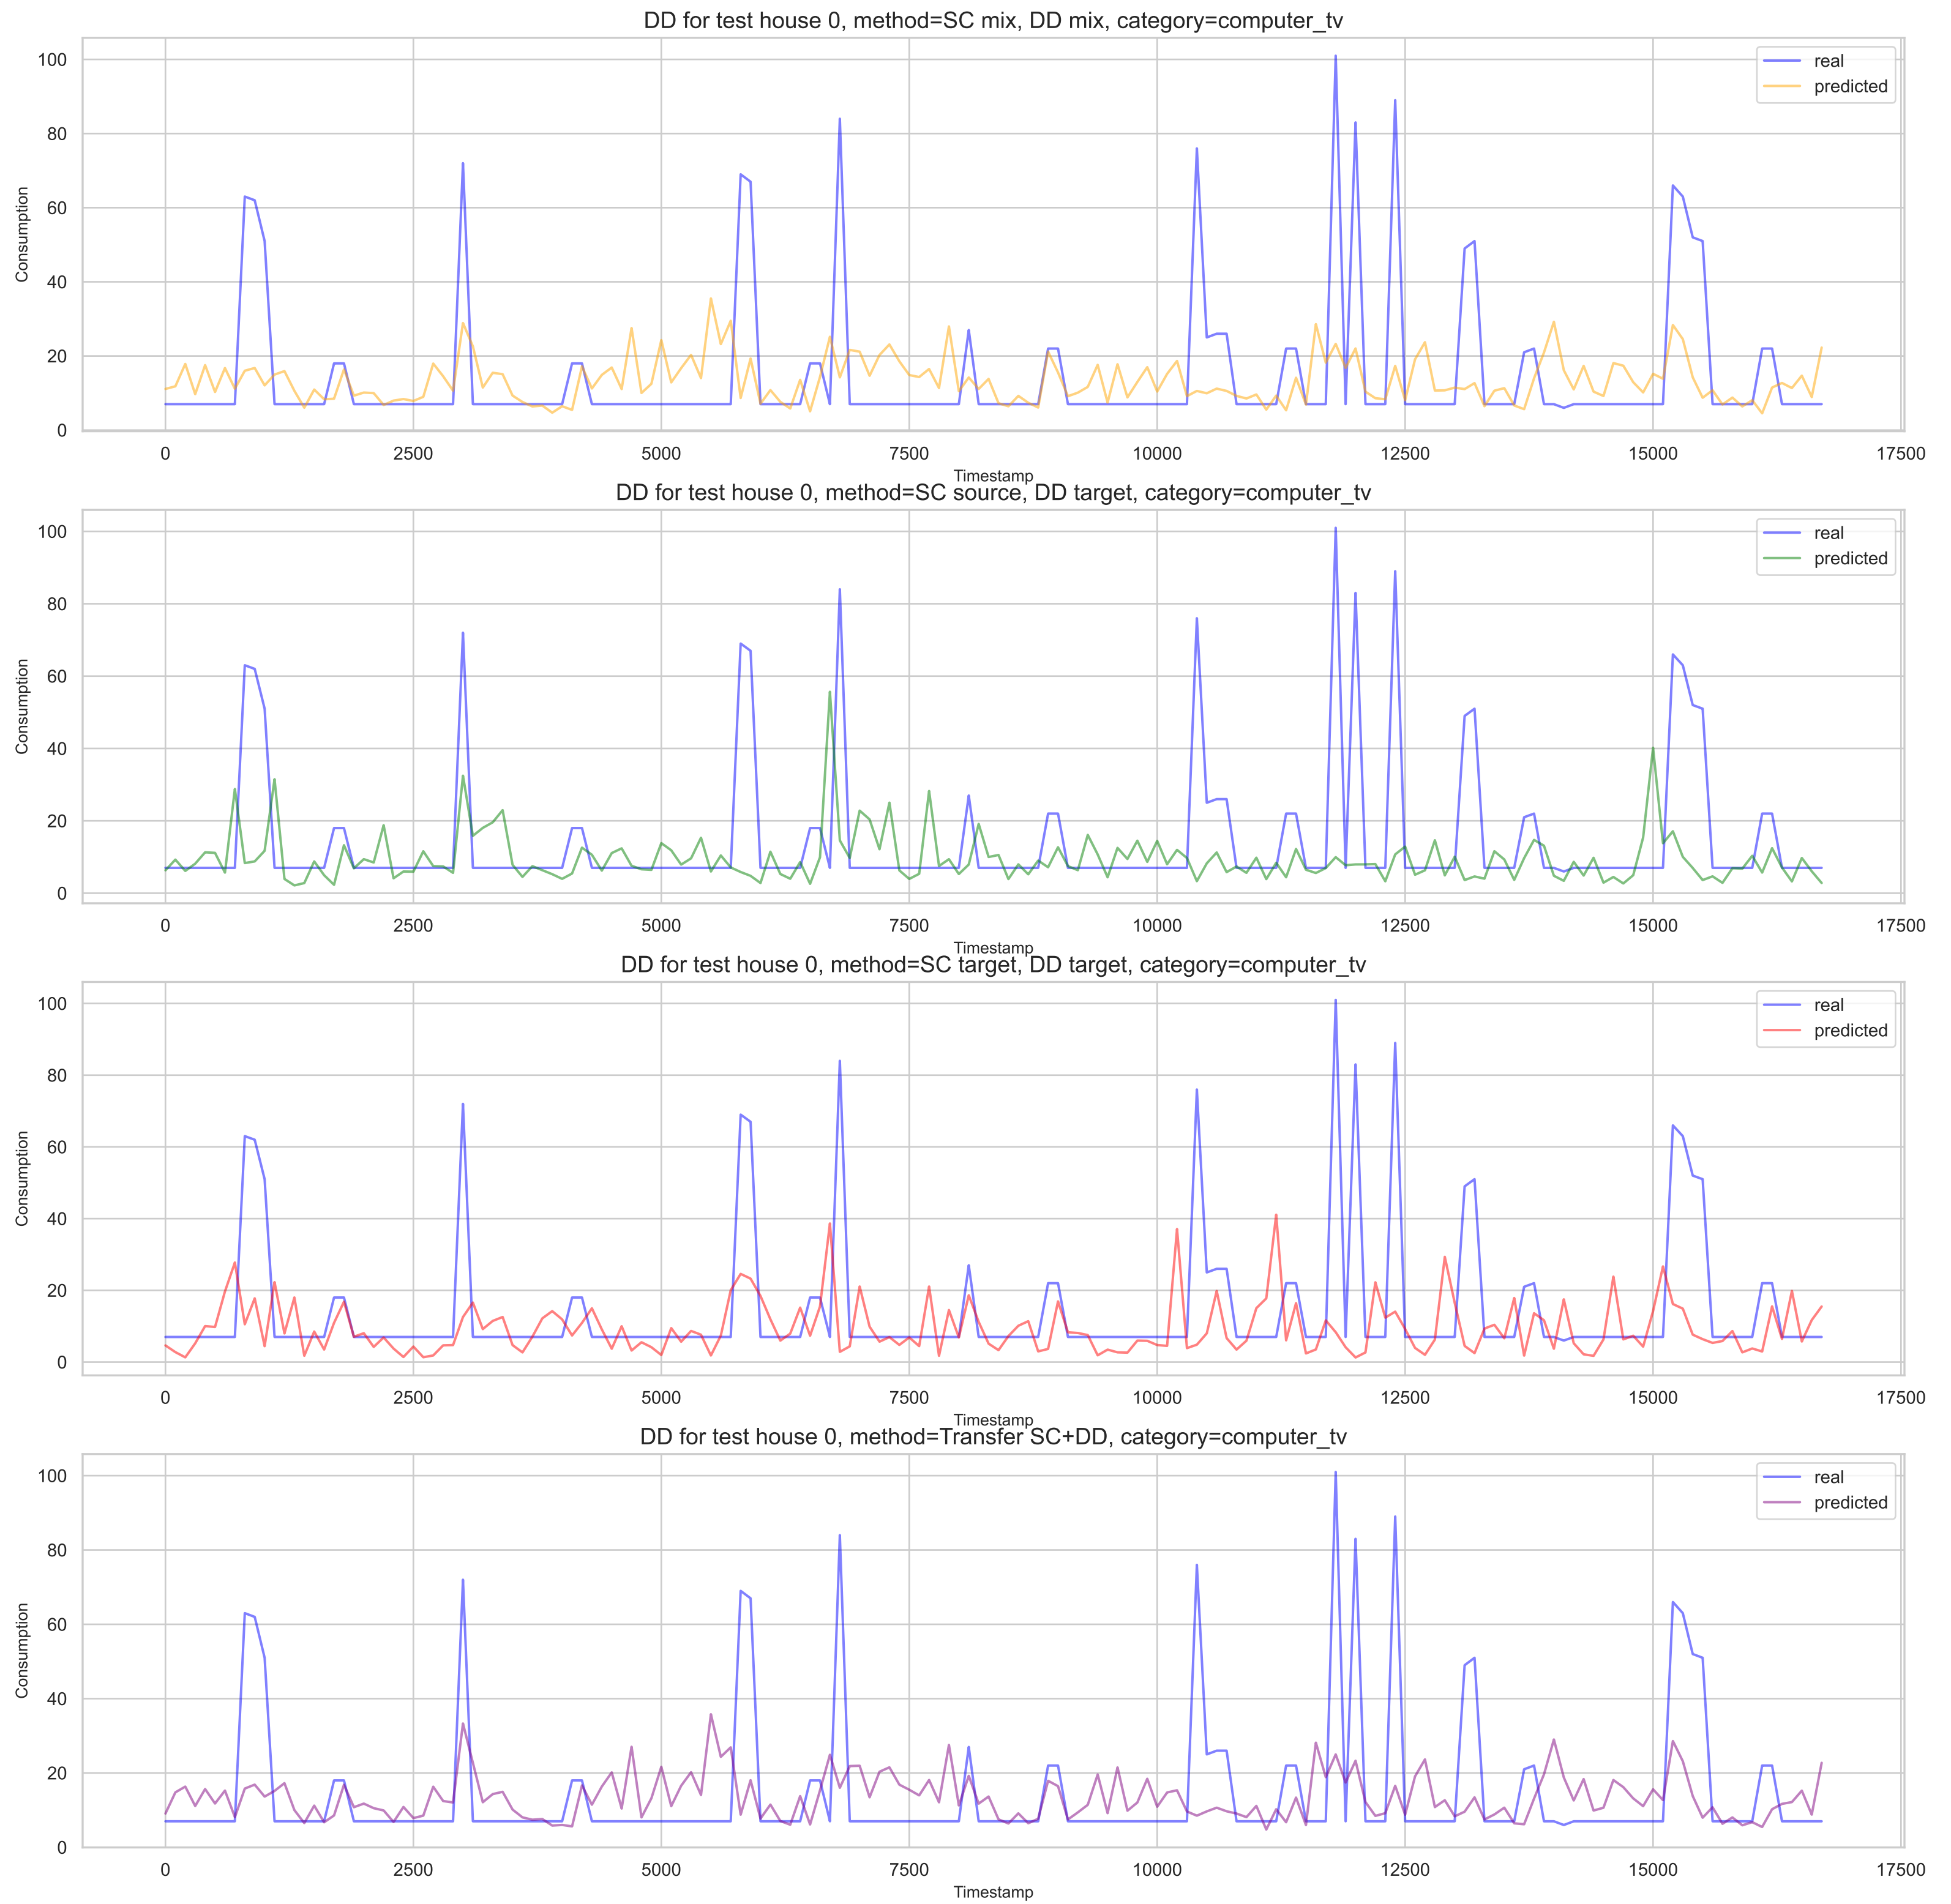 DD for test house 0, method=SC mix, DD mix, category=computer_tv
real
predicted
Consumption
100
80
60
40
20
0
0 2500 5000 7500 10000 12500 15000 17500
Timestamp
DD for test house 0, method=SC source, DD target, category=computer_tv
real
predicted
Consumption
100
80
60
40
20
0
0 2500 5000 7500 10000 12500 15000 17500
Timestamp
DD for test house 0, method=SC target, DD target, category=computer_tv
real
predicted
Consumption
100
80
60
40
20
0
0 2500 5000 7500 10000 12500 15000 17500
Timestamp
DD for test house 0, method=Transfer SC+DD, category=computer_tv
real
predicted
Consumption
100
80
60
40
20
0
0 2500 5000 7500 10000 12500 15000 17500
Timestamp